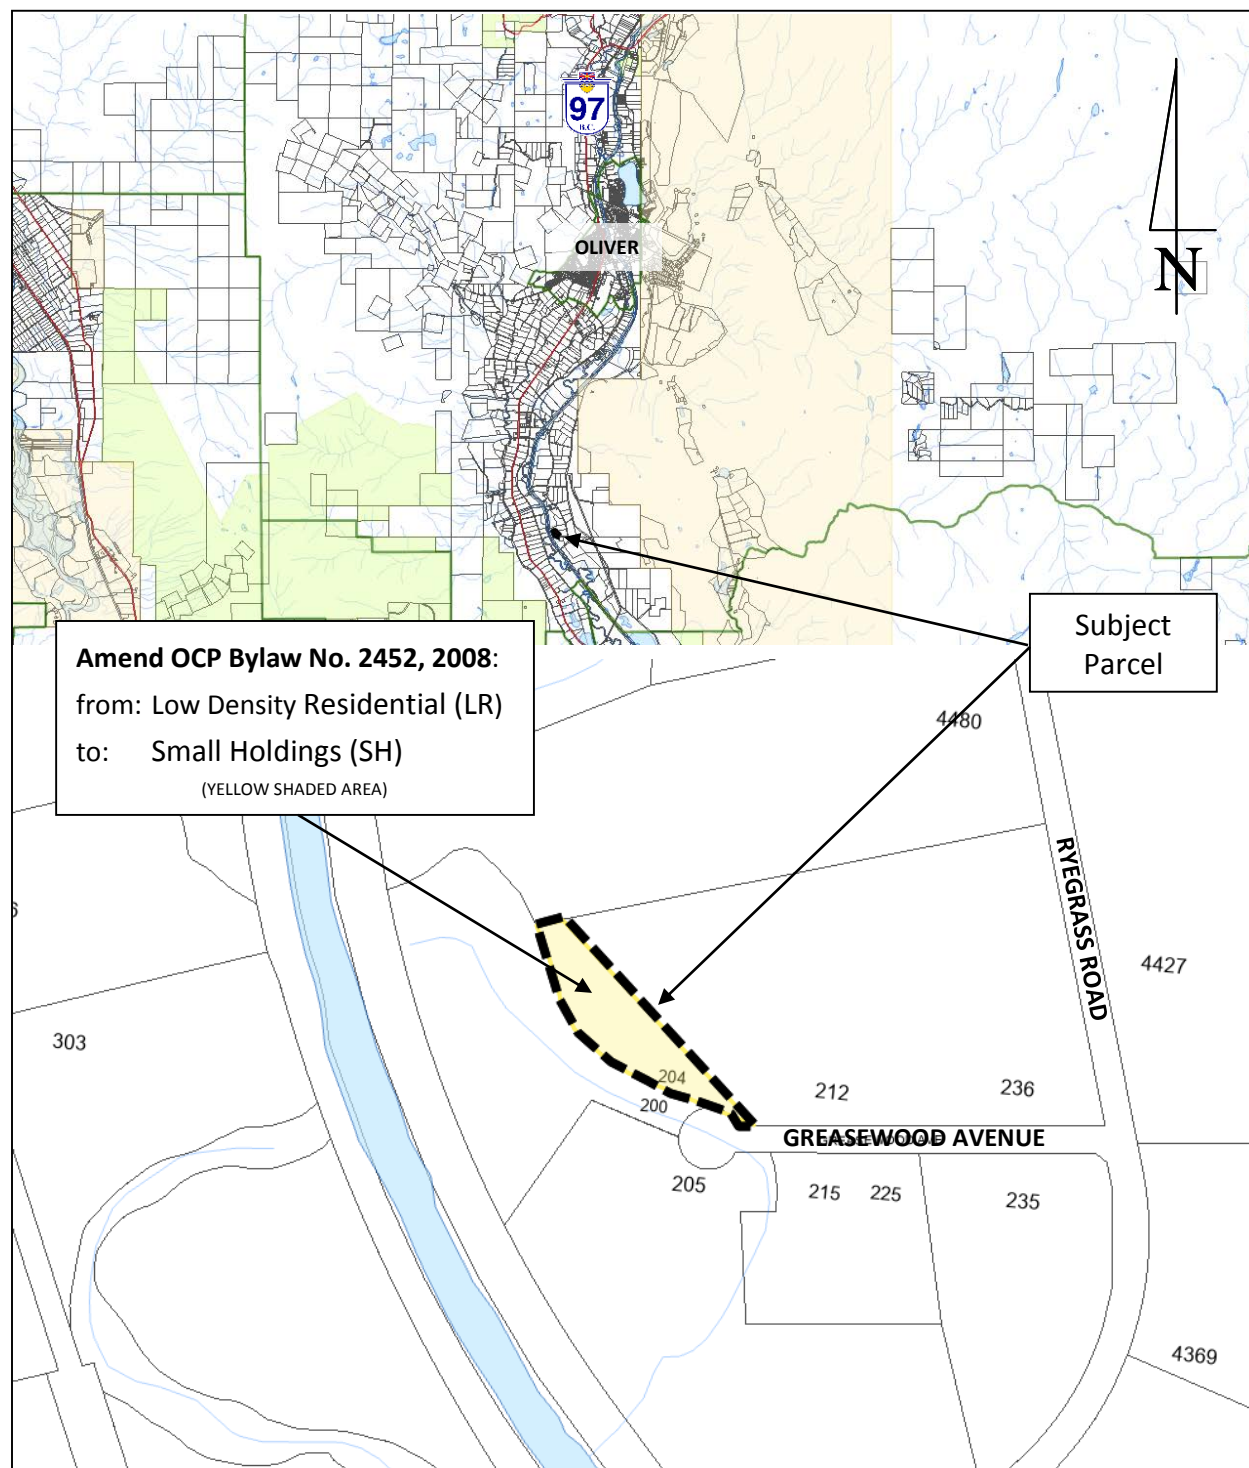 97
B.C.
OLIVER
N
Subject
Parcel
Amend OCP Bylaw No. 2452, 2008:
from: Low Density Residential (LR)
to: Small Holdings (SH)
(YELLOW SHADED AREA)
4480
RYEGRASS ROAD
4427
303
204
200
212
236
GREASEWOOD AVENUE
205
215
225
235
4369